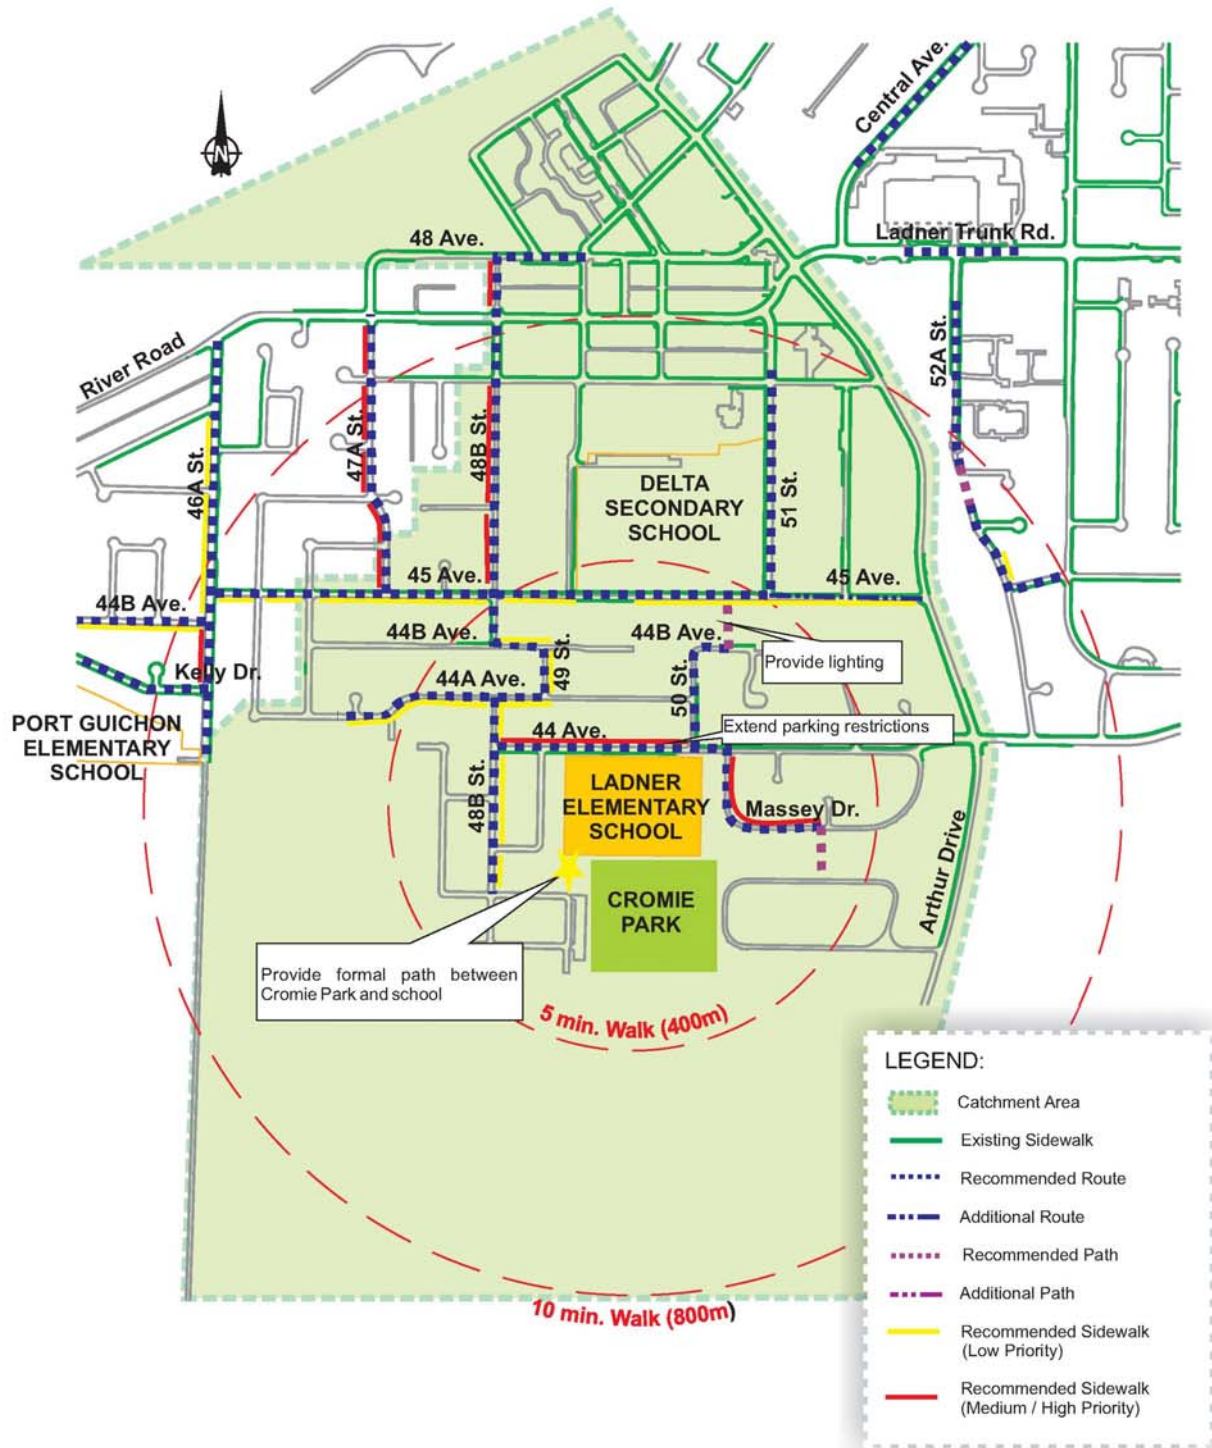 N
Central Ave.
48 Ave.
Ladner Trunk Rd.
River Road
52A St.
47A St.
48B St.
46A St.
51 St.
DELTA
SECONDARY
SCHOOL
45 Ave.
45 Ave.
44B Ave.
44B Ave.
44B Ave.
Provide lighting
Kelly Dr.
49 St.
44A Ave.
50 St.
PORT GUICHON
ELEMENTARY
SCHOOL
Extend parking restrictions
44 Ave.
LADNER
ELEMENTARY
SCHOOL
48B St.
Massey Dr.
Arthur Drive
CROMIE
PARK
Provide formal path between
Cromie Park and school
5 min. Walk (400m)
10 min. Walk (800m)
LEGEND:
Catchment Area
Existing Sidewalk
Recommended Route
Additional Route
Recommended Path
Additional Path
Recommended Sidewalk
(Low Priority)
Recommended Sidewalk
(Medium / High Priority)